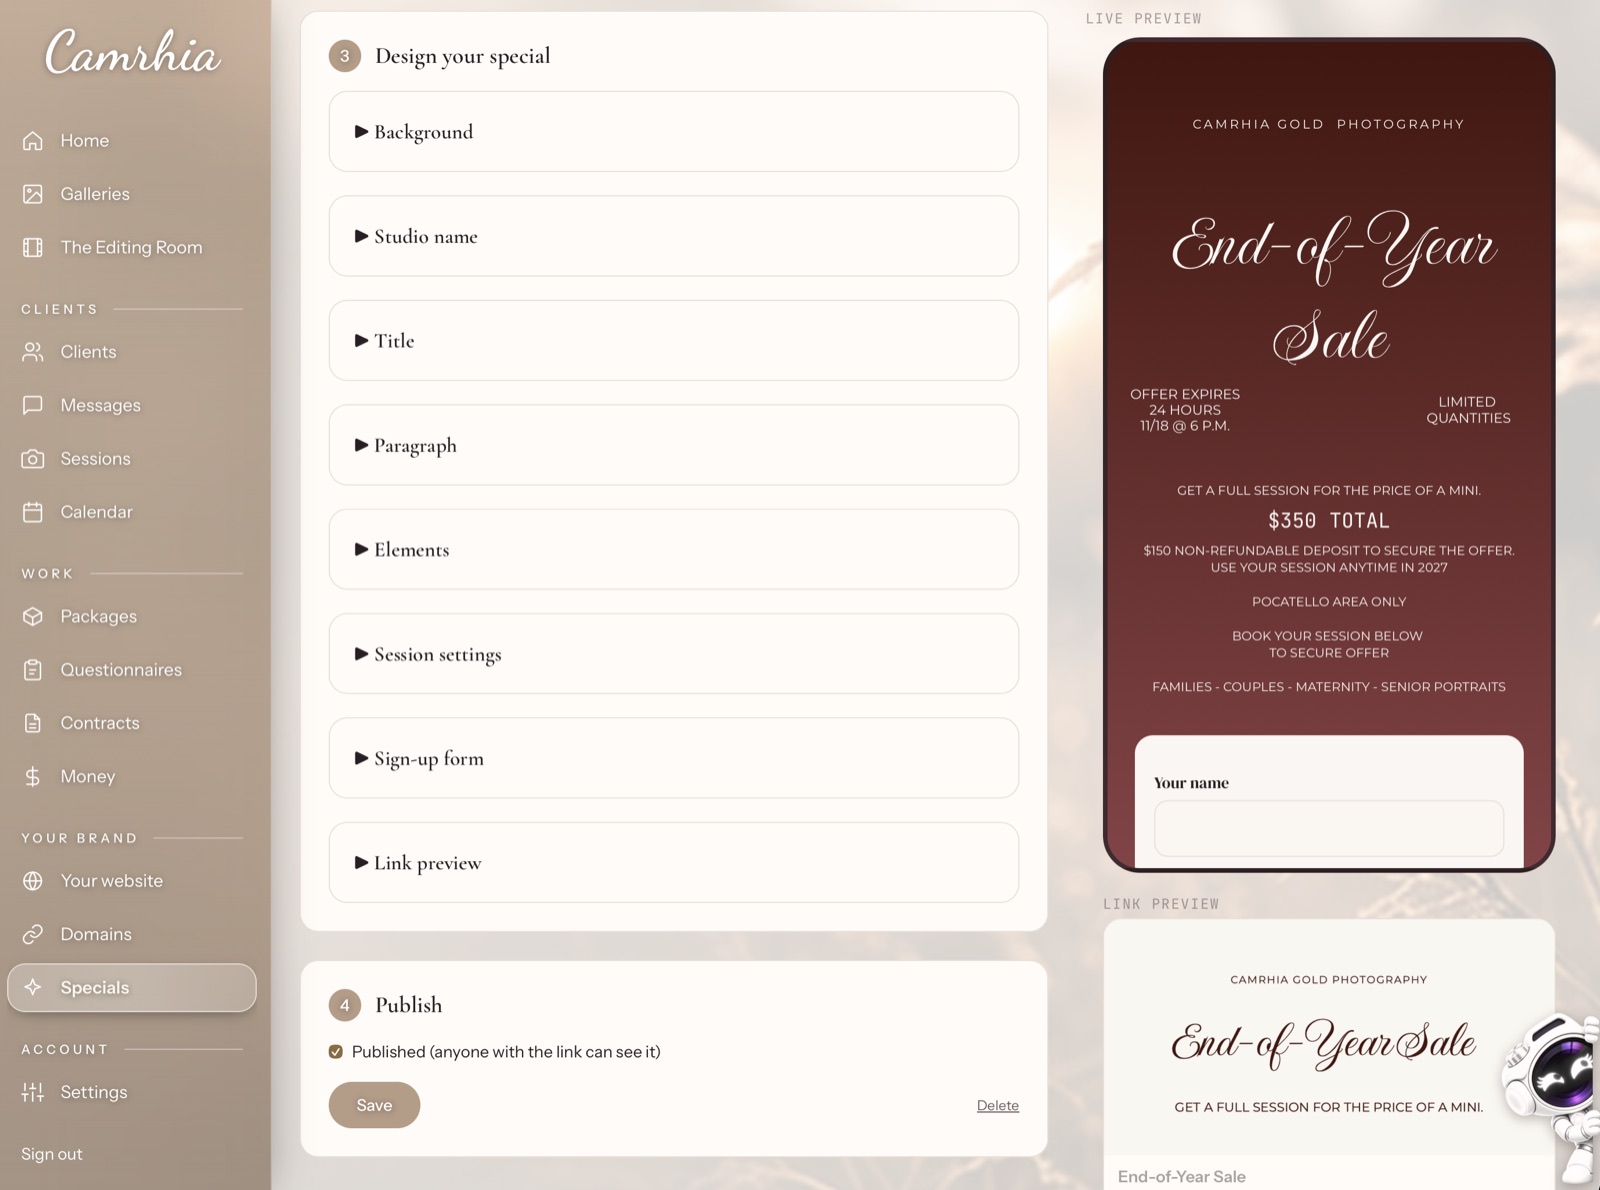 Camrhia
Home
Galleries
The Editing Room
CLIENTS
Clients
Messages
Sessions
Calendar
WORK
Packages
Questionnaires
Contracts
Money
YOUR BRAND
Your website
Domains
Specials
ACCOUNT
Settings
Sign out
3 Design your special
Background
Studio name
Title
Paragraph
Elements
Session settings
Sign-up form
Link preview
4 Publish
Published (anyone with the link can see it)
Save
Delete
LIVE PREVIEW
CAMRHIA GOLD PHOTOGRAPHY
End-of-Year
Sale
OFFER EXPIRES
24 HOURS
11/18 @ 6 P.M.
LIMITED
QUANTITIES
GET A FULL SESSION FOR THE PRICE OF A MINI.
$350 TOTAL
$150 NON-REFUNDABLE DEPOSIT TO SECURE THE OFFER.
USE YOUR SESSION ANYTIME IN 2027
POCATELLO AREA ONLY
BOOK YOUR SESSION BELOW
TO SECURE OFFER
FAMILIES - COUPLES - MATERNITY - SENIOR PORTRAITS
Your name
LINK PREVIEW
CAMRHIA GOLD PHOTOGRAPHY
End-of-Year Sale
GET A FULL SESSION FOR THE PRICE OF A MINI.
End-of-Year Sale